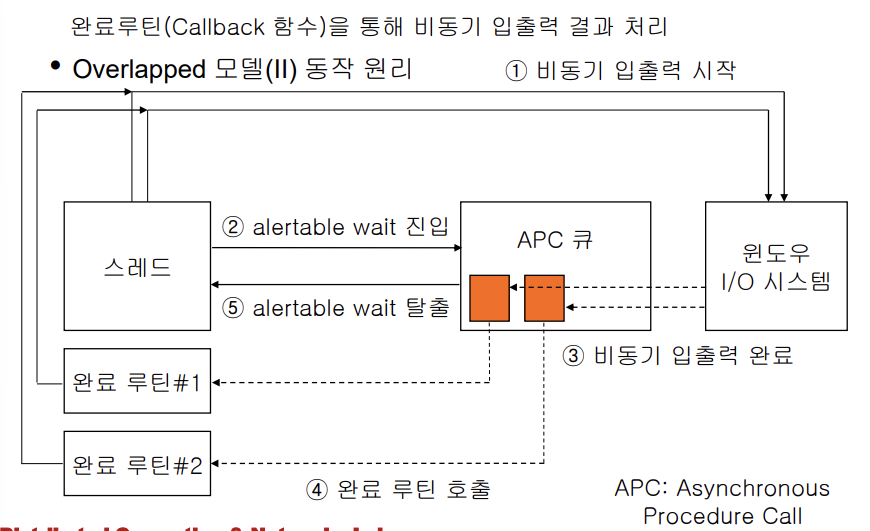 완료루틴(Callback 함수)을 통해 비동기 입출력 결과 처리
• Overlapped 모델(II) 동작 원리
① 비동기 입출력 시작
② alertable wait 진입
스레드
APC 큐
윈도우
I/O 시스템
⑤ alertable wait 탈출
③ 비동기 입출력 완료
완료 루틴#1
완료 루틴#2
④ 완료 루틴 호출
APC: Asynchronous
Procedure Call